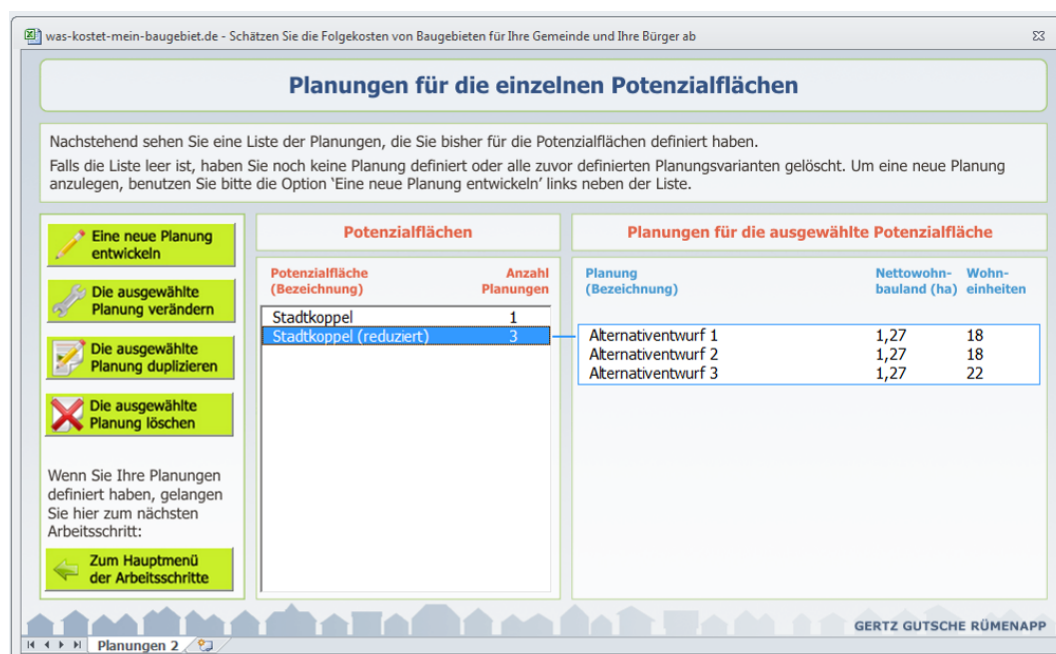 was-kostet-mein-baugebiet.de - Schätzen Sie die Folgekosten von Baugebieten für Ihre Gemeinde und Ihre Bürger ab
Planungen für die einzelnen Potenzialflächen
Nachstehend sehen Sie eine Liste der Planungen, die Sie bisher für die Potenzialflächen definiert haben.
Falls die Liste leer ist, haben Sie noch keine Planung definiert oder alle zuvor definierten Planungsvarianten gelöscht. Um eine neue Planung
anzulegen, benutzen Sie bitte die Option 'Eine neue Planung entwickeln' links neben der Liste.
Eine neue Planung
entwickeln
Die ausgewählte
Planung verändern
Die ausgewählte
Planung duplizieren
Die ausgewählte
Planung löschen
Wenn Sie Ihre Planungen
definiert haben, gelangen
Sie hier zum nächsten
Arbeitsschritt:
Zum Hauptmenü
der Arbeitsschritte
Potenzialflächen
Potenzialfläche Anzahl
(Bezeichnung) Planungen
Stadtkoppel 1
Stadtkoppel (reduziert) 3
Planungen für die ausgewählte Potenzialfläche
Planung Nettowohn- Wohn-
(Bezeichnung) bauland (ha) einheiten
Alternativentwurf 1 1,27 18
Alternativentwurf 2 1,27 18
Alternativentwurf 3 1,27 22
GERTZ GUTSCHE RÜMENAPP
Planungen 2